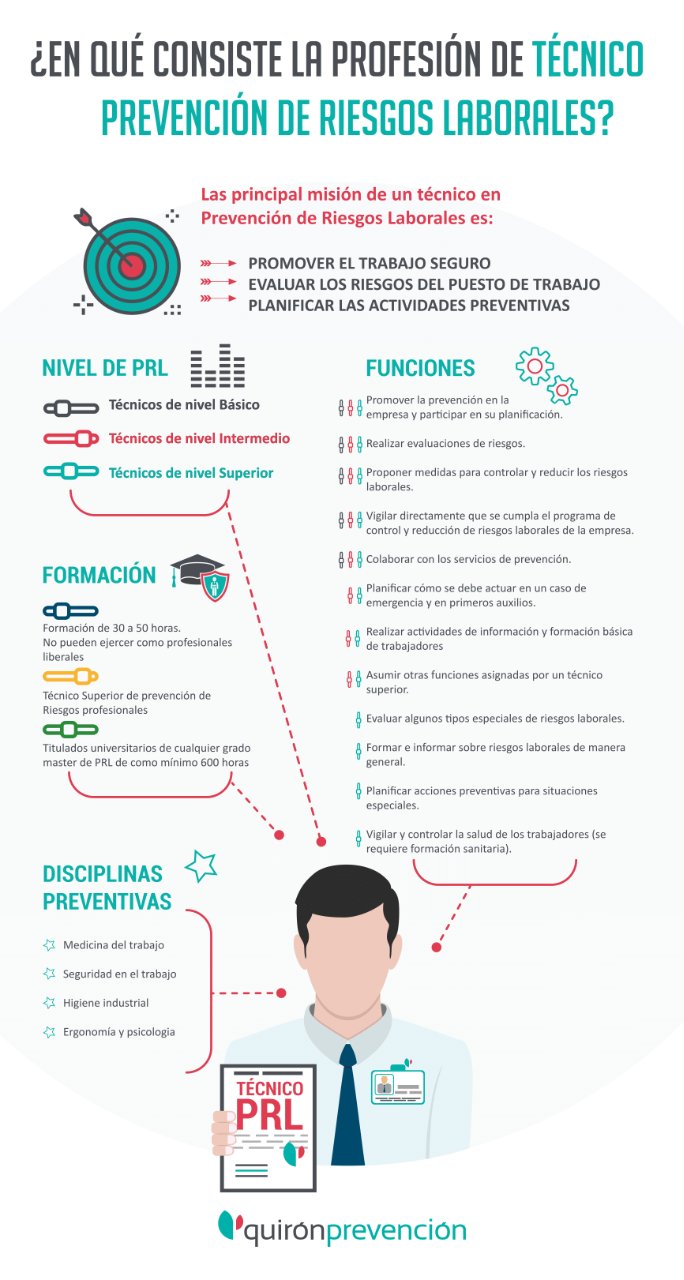 ¿EN QUÉ CONSISTE LA PROFESIÓN DE TÉCNICO
PREVENCIÓN DE RIESGOS LABORALES?
Las principal misión de un técnico en
Prevención de Riesgos Laborales es:
PROMOVER EL TRABAJO SEGURO
EVALUAR LOS RIESGOS DEL PUESTO DE TRABAJO
PLANIFICAR LAS ACTIVIDADES PREVENTIVAS
NIVEL DE PRL
Técnicos de nivel Básico
Técnicos de nivel Intermedio
Técnicos de nivel Superior
FORMACIÓN
Formación de 30 a 50 horas.
No pueden ejercer como profesionales
liberales
Técnico Superior de prevención de
Riesgos profesionales
Titulados universitarios de cualquier grado
master de PRL de como mínimo 600 horas
FUNCIONES
Promover la prevención en la
empresa y participar en su planificación.
Realizar evaluaciones de riesgos.
Proponer medidas para controlar y reducir los riesgos
laborales.
Vigilar directamente que se cumpla el programa de
control y reducción de riesgos laborales de la empresa.
Colaborar con los servicios de prevención.
Planificar cómo se debe actuar en un caso de
emergencia y en primeros auxilios.
Realizar actividades de información y formación básica
de trabajadores
Asumir otras funciones asignadas por un técnico
superior.
Evaluar algunos tipos especiales de riesgos laborales.
Formar e informar sobre riesgos laborales de manera
general.
Planificar acciones preventivas para situaciones
especiales.
Vigilar y controlar la salud de los trabajadores (se
requiere formación sanitaria).
DISCIPLINAS
PREVENTIVAS
Medicina del trabajo
Seguridad en el trabajo
Higiene industrial
Ergonomía y psicologia
TÉCNICO
PRL
quirónprevención